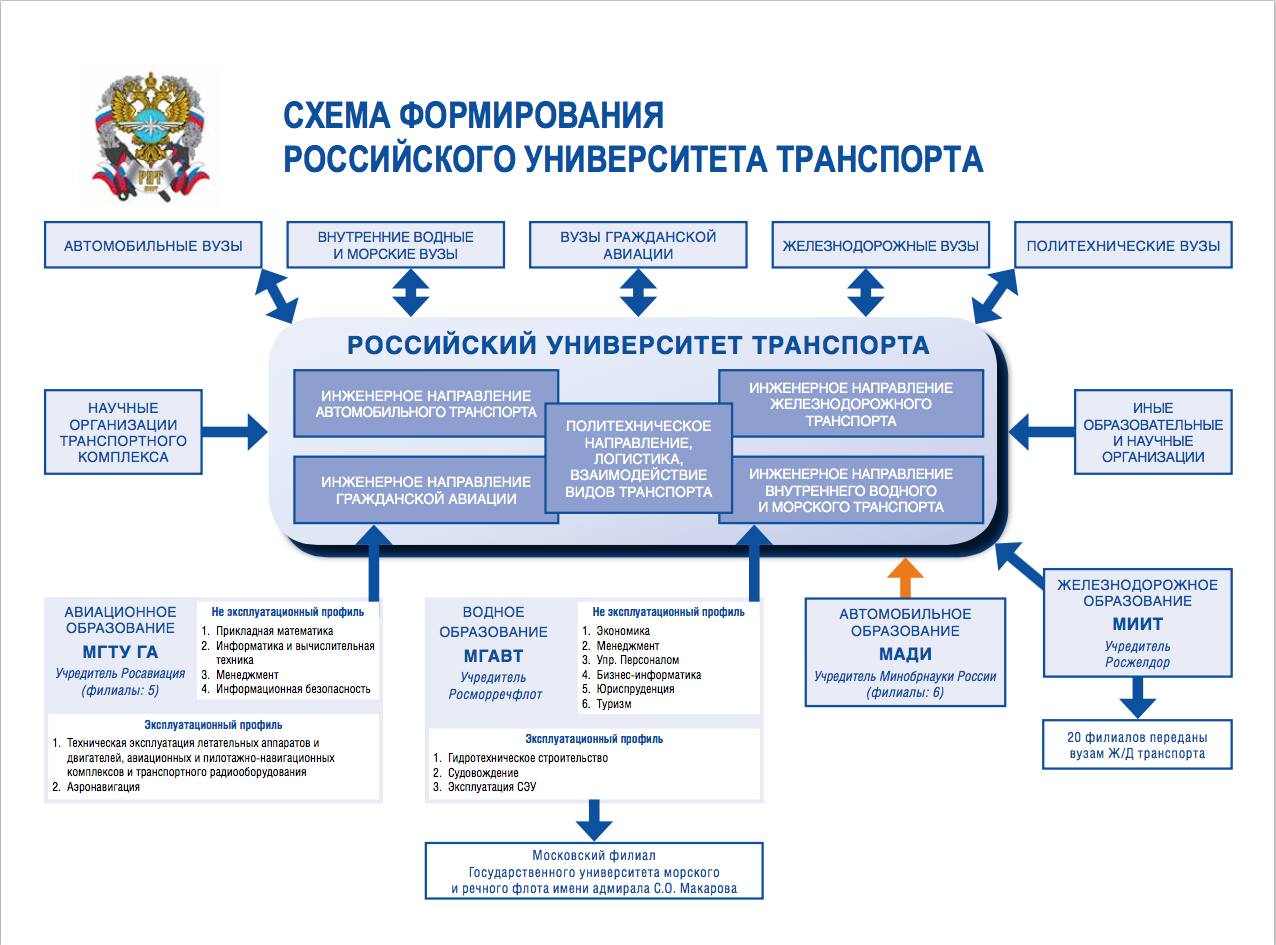 СХЕМА ФОРМИРОВАНИЯ
РОССИЙСКОГО УНИВЕРСИТЕТА ТРАНСПОРТА
АВТОМОБИЛЬНЫЕ ВУЗЫ
ВНУТРЕННИЕ ВОДНЫЕ
И МОРСКИЕ ВУЗЫ
ВУЗЫ ГРАЖДАНСКОЙ
АВИАЦИИ
ЖЕЛЕЗНОДОРОЖНЫЕ ВУЗЫ
ПОЛИТЕХНИЧЕСКИЕ ВУЗЫ
РОССИЙСКИЙ УНИВЕРСИТЕТ ТРАНСПОРТА
НАУЧНЫЕ
ОРГАНИЗАЦИИ
ТРАНСПОРТНОГО
КОМПЛЕКСА
ИНЖЕНЕРНОЕ НАПРАВЛЕНИЕ
АВТОМОБИЛЬНОГО ТРАНСПОРТА
ИНЖЕНЕРНОЕ НАПРАВЛЕНИЕ
ГРАЖДАНСКОЙ АВИАЦИИ
ПОЛИТЕХНИЧЕСКОЕ
НАПРАВЛЕНИЕ,
ЛОГИСТИКА,
ВЗАИМОДЕЙСТВИЕ
ВИДОВ ТРАНСПОРТА
ИНЖЕНЕРНОЕ НАПРАВЛЕНИЕ
ЖЕЛЕЗНОДОРОЖНОГО
ТРАНСПОРТА
ИНЖЕНЕРНОЕ НАПРАВЛЕНИЕ
ВНУТРЕННЕГО ВОДНОГО
И МОРСКОГО ТРАНСПОРТА
ИНЫЕ
ОБРАЗОВАТЕЛЬНЫЕ
И НАУЧНЫЕ
ОРГАНИЗАЦИИ
АВИАЦИОННОЕ
ОБРАЗОВАНИЕ
МГТУ ГА
Учредитель Росавиация
(филиалы: 5)
Не эксплуатационный профиль
1. Прикладная математика
2. Информатика и вычислительная
техника
3. Менеджмент
4. Информационная безопасность
Эксплуатационный профиль
1. Техническая эксплуатация летательных аппаратов и
двигателей, авиационных и пилотажно-навигационных
комплексов и транспортного радиооборудования
2. Аэронавигация
ВОДНОЕ
ОБРАЗОВАНИЕ
МГАВТ
Учредитель
Росморречфлот
Не эксплуатационный профиль
1. Экономика
2. Менеджмент
3. Упр. Персоналом
4. Бизнес-информатика
5. Юриспруденция
6. Туризм
Эксплуатационный профиль
1. Гидротехническое строительство
2. Судовождение
3. Эксплуатация СЭУ
Московский филиал
Государственного университета морского
и речного флота имени адмирала С.О. Макарова
АВТОМОБИЛЬНОЕ
ОБРАЗОВАНИЕ
МАДИ
Учредитель Минобрнауки России
(филиалы: 6)
ЖЕЛЕЗНОДОРОЖНОЕ
ОБРАЗОВАНИЕ
МИИТ
Учредитель
Росжелдор
20 филиалов переданы
вузам Ж/Д транспорта